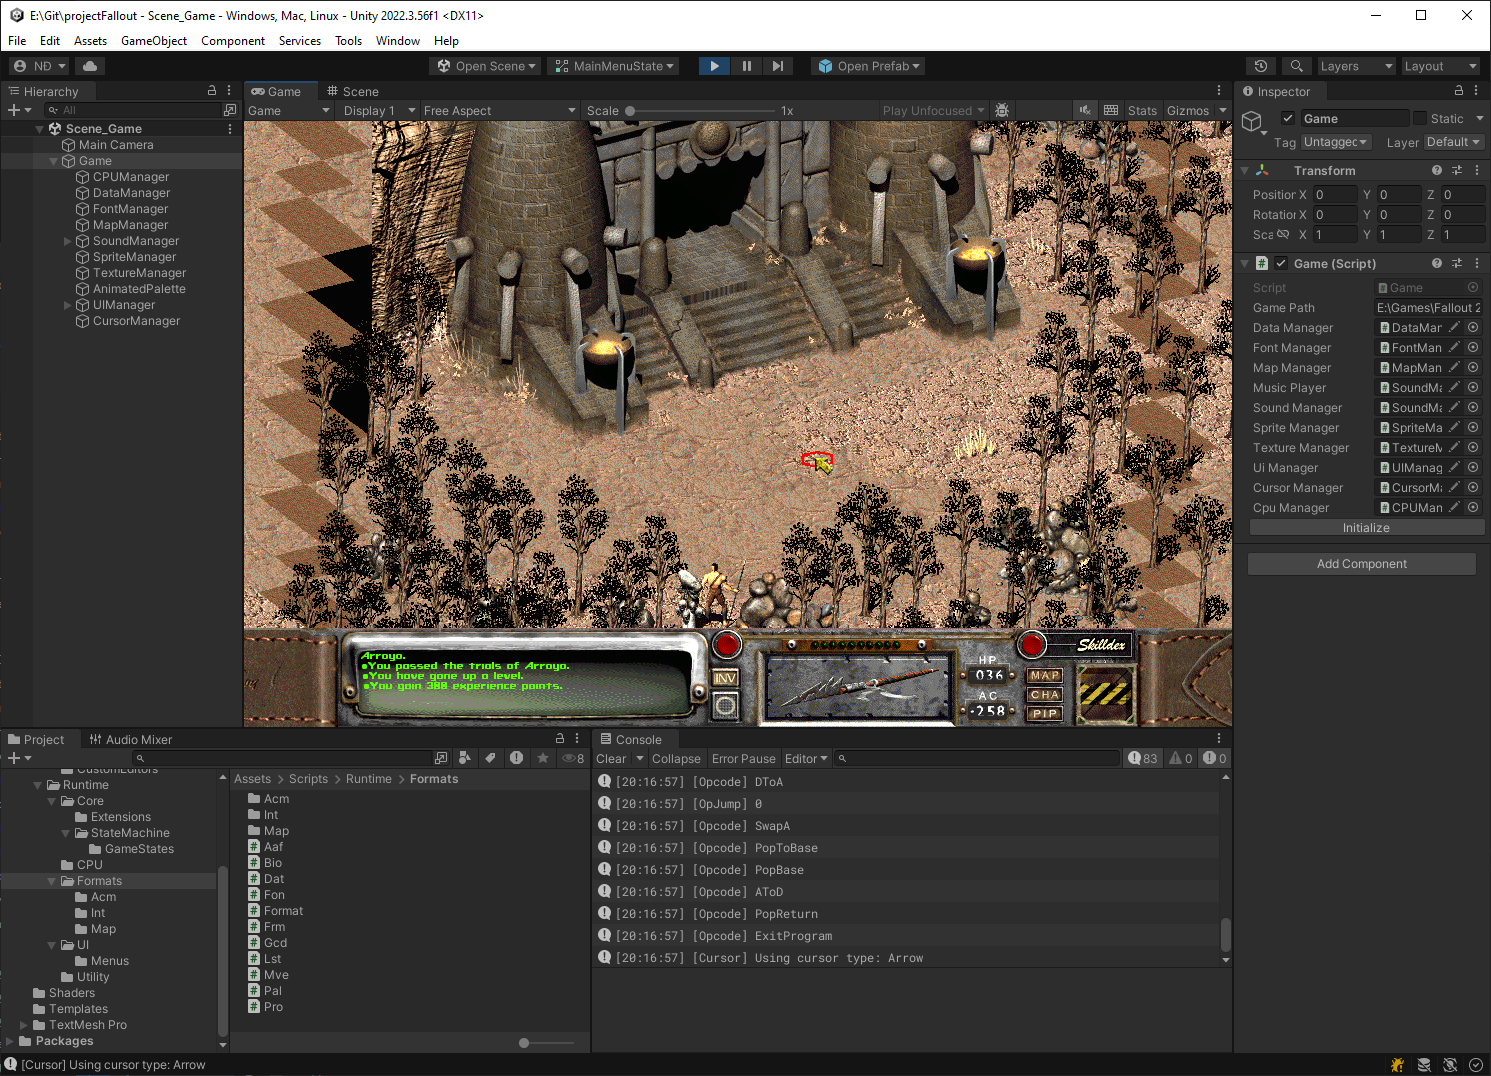 E:\Git\projectFallout - Scene_Game - Windows, Mac, Linux - Unity 2022.3.56f1 <DX11>
File Edit Assets GameObject Component Services Tools Window Help
ND Open Scene MainMenuState Open Prefab Layers Layout
Hierarchy
All
Scene_Game
Main Camera
Game
CPUManager
DataManager
FontManager
MapManager
SoundManager
SpriteManager
TextureManager
AnimatedPalette
UIManager
CursorManager
Game Scene
Game Display 1 Free Aspect Scale 1x Play Unfocused Stats Gizmos
Arroyo.
•You passed the trials of Arroyo.
•You have gone up a level.
•You gain 300 experience points.
INV
HP
036
AC
-258
Skilldex
MAP
CHA
PIP
Inspector
Game Static
Tag Untagged Layer Default
Transform
Position X 0 Y 0 Z 0
Rotation X 0 Y 0 Z 0
Sca X 1 Y 1 Z 1
Game (Script)
Script Game
Game Path E:\Games\Fallout 2
Data Manager DataMar
Font Manager FontMan
Map Manager MapMan
Music Player SoundMa
Sound Manager SoundMa
Sprite Manager SpriteMa
Texture Manager TextureM
Ui Manager UIManag
Cursor Manager CursorMa
Cpu Manager CPUMan
Initialize
Add Component
Project Audio Mixer
8
CustomEditors
Runtime
Core
Extensions
StateMachine
GameStates
CPU
Formats
Acm
Int
Map
UI
Menus
Utility
Shaders
Templates
TextMesh Pro
Packages
Assets > Scripts > Runtime > Formats
Acm
Int
Map
Aaf
Bio
Dat
Fon
Format
Frm
Gcd
Lst
Mve
Pal
Pro
Console
Clear Collapse Error Pause Editor 83 0 0
[20:16:57] [Opcode] DToA
[20:16:57] [OpJump] 0
[20:16:57] [Opcode] SwapA
[20:16:57] [Opcode] PopToBase
[20:16:57] [Opcode] PopBase
[20:16:57] [Opcode] AToD
[20:16:57] [Opcode] PopReturn
[20:16:57] [Opcode] ExitProgram
[20:16:57] [Cursor] Using cursor type: Arrow
[Cursor] Using cursor type: Arrow